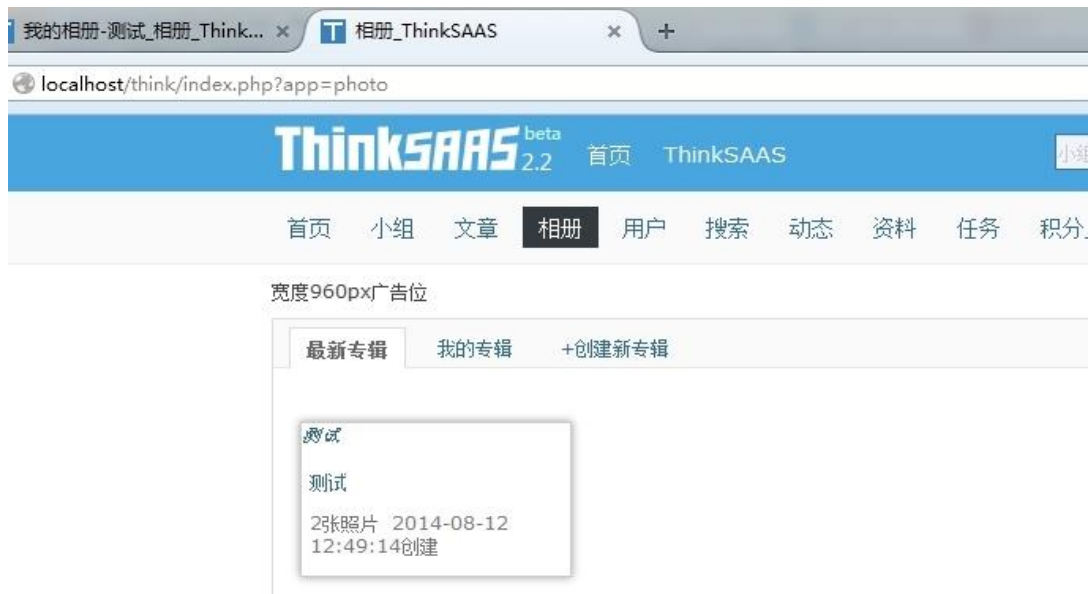 我的相册-测试_相册_Think...
相册_ThinkSAAS
localhost/think/index.php?app=photo
ThinkSAAS beta 2.2 首页 ThinkSAAS 小组
首页 小组 文章 相册 用户 搜索 动态 资料 任务 积分
宽度960px广告位
最新专辑 我的专辑 +创建新专辑
测试
测试
2张照片 2014-08-12
12:49:14创建